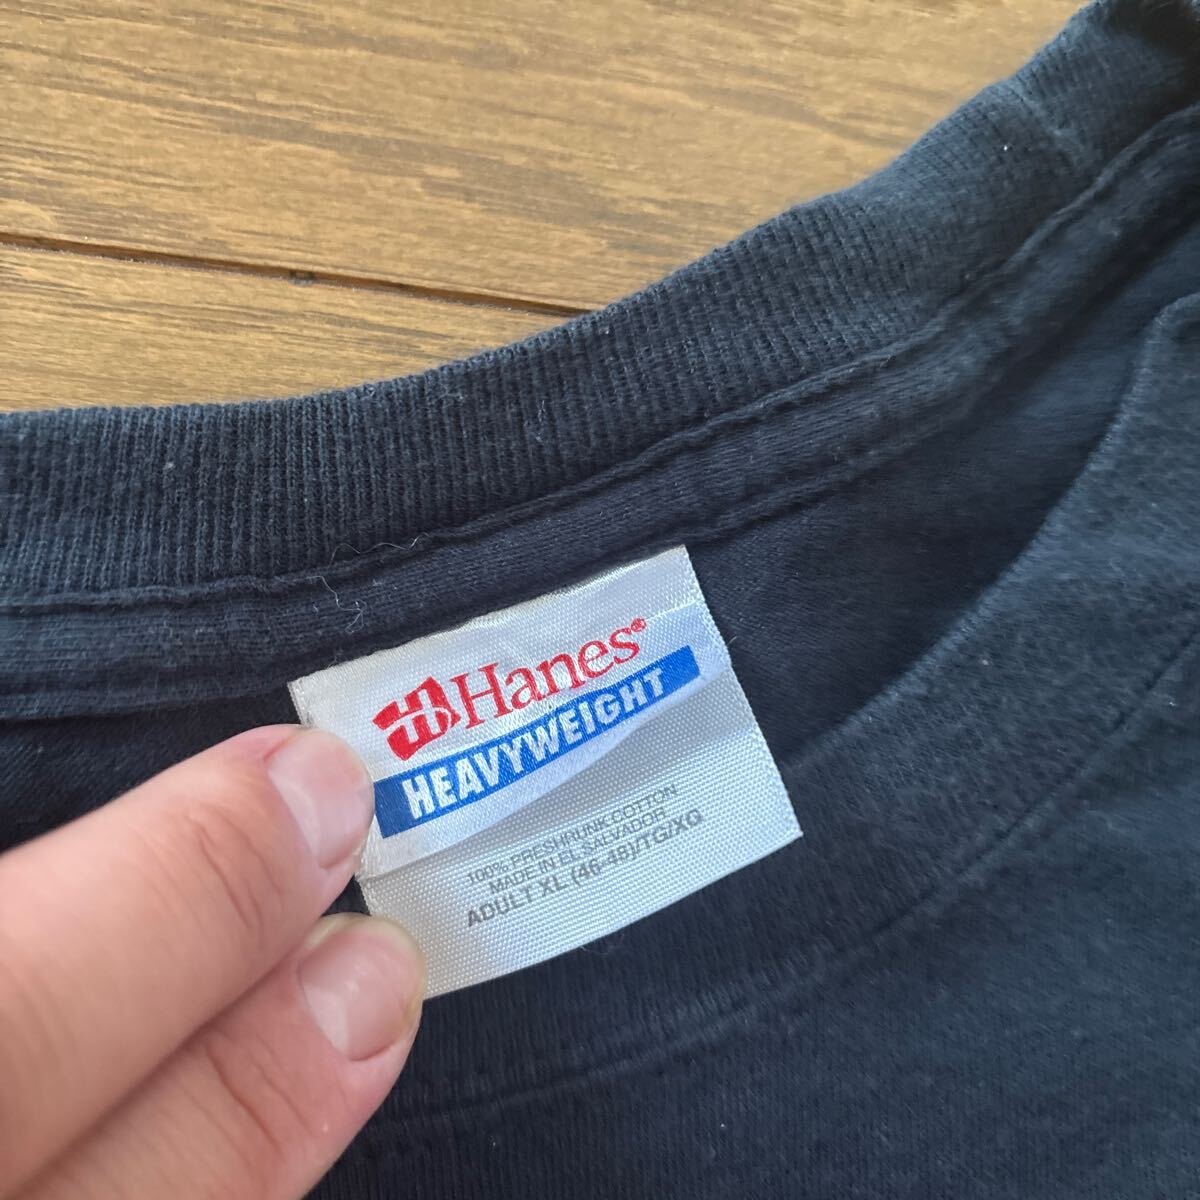 Hanes®
HEAVYWEIGHT
100% PRESHRUNK COTTON
MADE IN EL SALVADOR
ADULT XL (46-48)/TG/XG